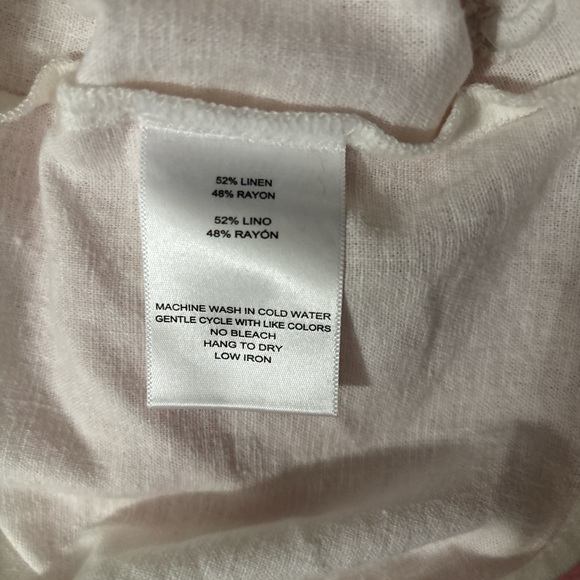 52% LINEN
48% RAYON
52% LINO
48% RAYÓN
MACHINE WASH IN COLD WATER
GENTLE CYCLE WITH LIKE COLORS
NO BLEACH
HANG TO DRY
LOW IRON